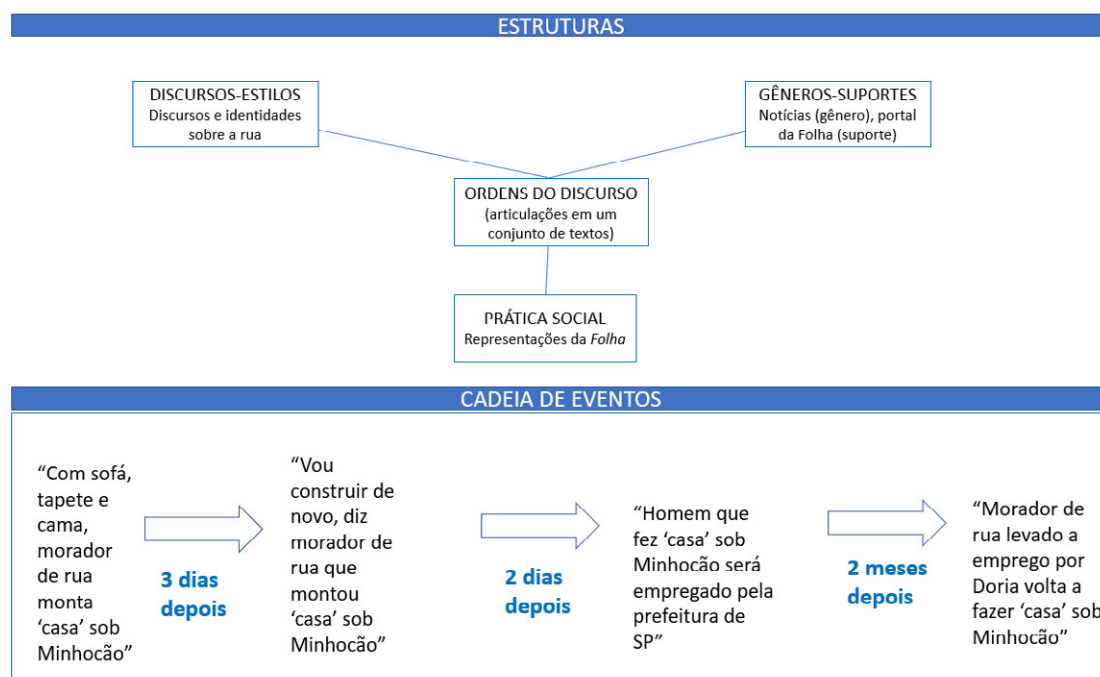 ESTRUTURAS
DISCURSOS-ESTILOS
Discursos e identidades
sobre a rua
GÊNEROS-SUPORTES
Notícias (gênero), portal
da Folha (suporte)
ORDENS DO DISCURSO
(articulações em um
conjunto de textos)
PRÁTICA SOCIAL
Representações da Folha
CADEIA DE EVENTOS
“Com sofá,
tapete e
cama,
morador
de rua
monta
‘casa’ sob
Minhocão”
3 dias
depois
“Vou
construir de
novo, diz
morador de
rua que
montou
‘casa’ sob
Minhocão”
2 dias
depois
“Homem que
fez ‘casa’ sob
Minhocão será
empregado pela
prefeitura de
SP”
2 meses
depois
“Morador de
rua levado a
emprego por
Doria volta a
fazer ‘casa’ sob
Minhocão”